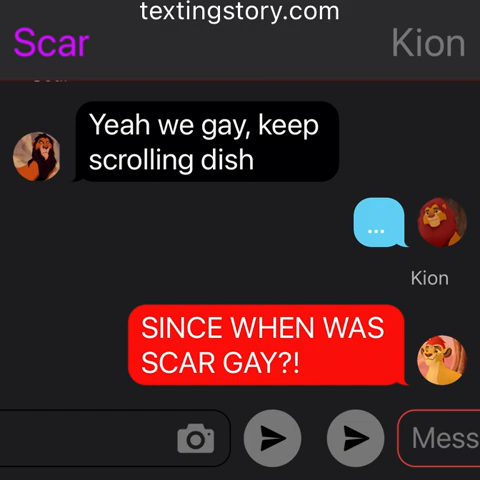 textingstory.com
Scar
Kion
Yeah we gay, keep
scrolling dish
...
Kion
SINCE WHEN WAS
SCAR GAY?!
Mess